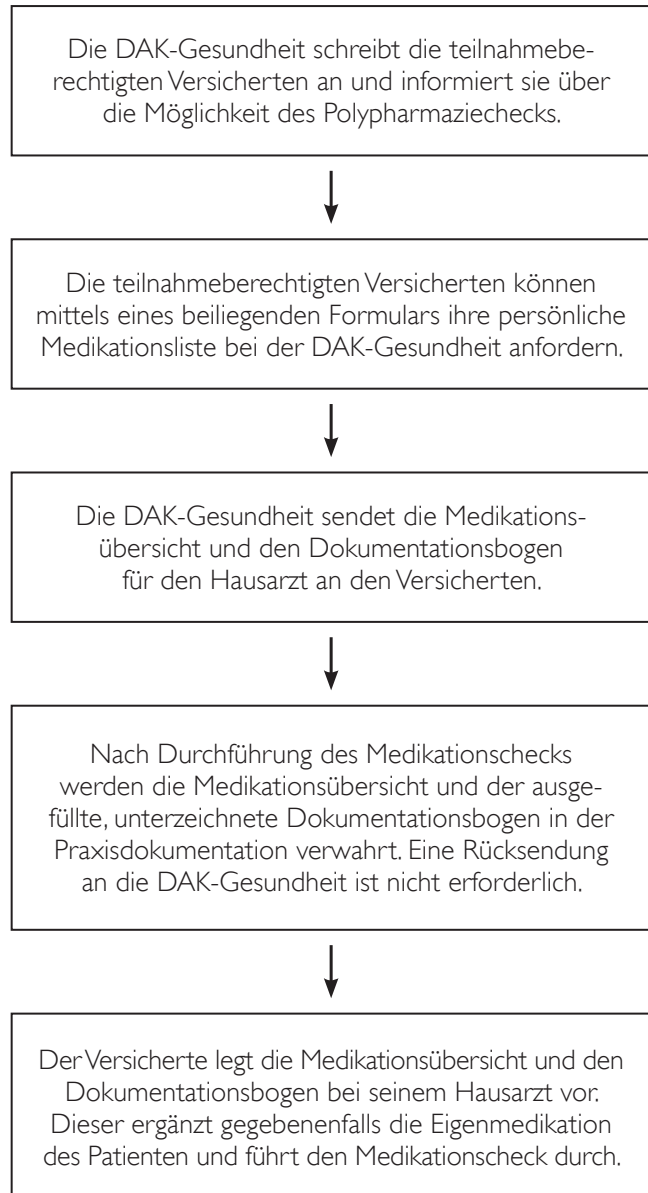 Die DAK-Gesundheit schreibt die teilnahmebe-
rechtigten Versicherten an und informiert sie über
die Möglichkeit des Polypharmaziechecks.
Die teilnahmeberechtigten Versicherten können
mittels eines beiliegenden Formulars ihre persönliche
Medikationsliste bei der DAK-Gesundheit anfordern.
Die DAK-Gesundheit sendet die Medikations-
übersicht und den Dokumentationsbogen
für den Hausarzt an den Versicherten.
Nach Durchführung des Medikationschecks
werden die Medikationsübersicht und der ausge-
füllte, unterzeichnete Dokumentationsbogen in der
Praxisdokumentation verwahrt. Eine Rücksendung
an die DAK-Gesundheit ist nicht erforderlich.
Der Versicherte legt die Medikationsübersicht und den
Dokumentationsbogen bei seinem Hausarzt vor.
Dieser ergänzt gegebenenfalls die Eigenmedikation
des Patienten und führt den Medikationscheck durch.